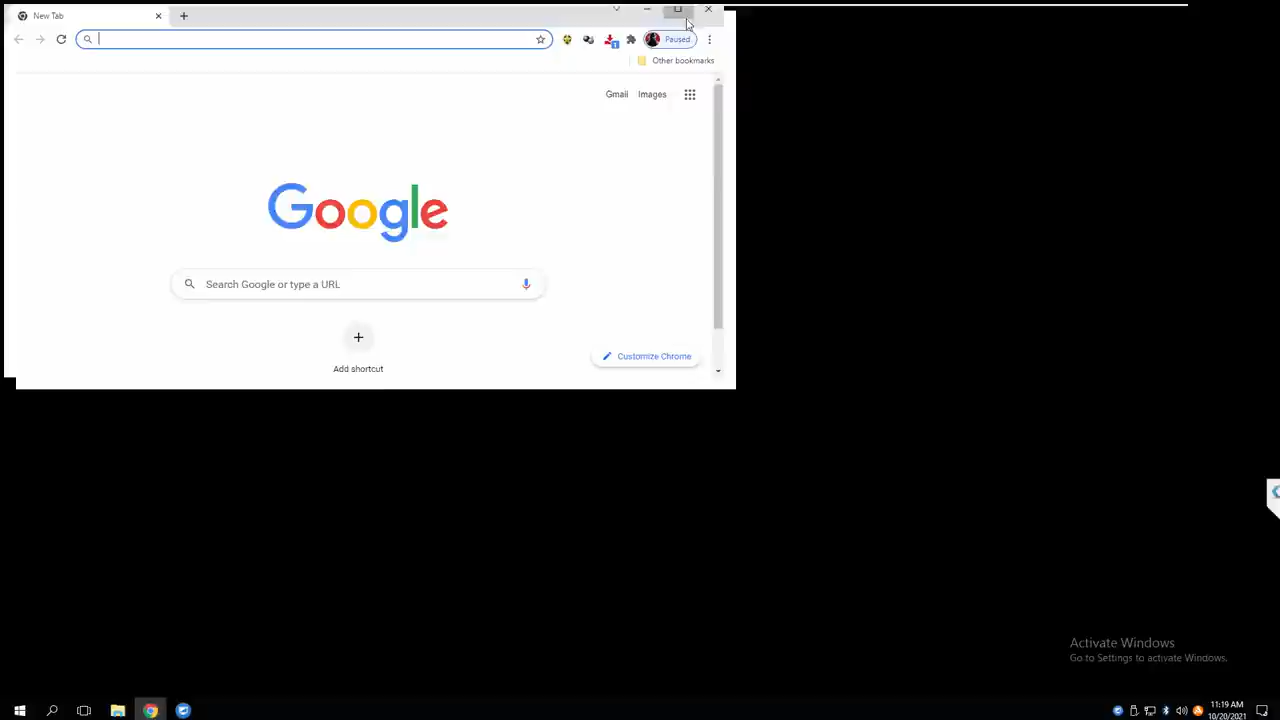 New Tab
Paused
Other bookmarks
Gmail Images
Google
Search Google or type a URL
Add shortcut
Customize Chrome
Activate Windows
Go to Settings to activate Windows.
11:19 AM
10/20/2021